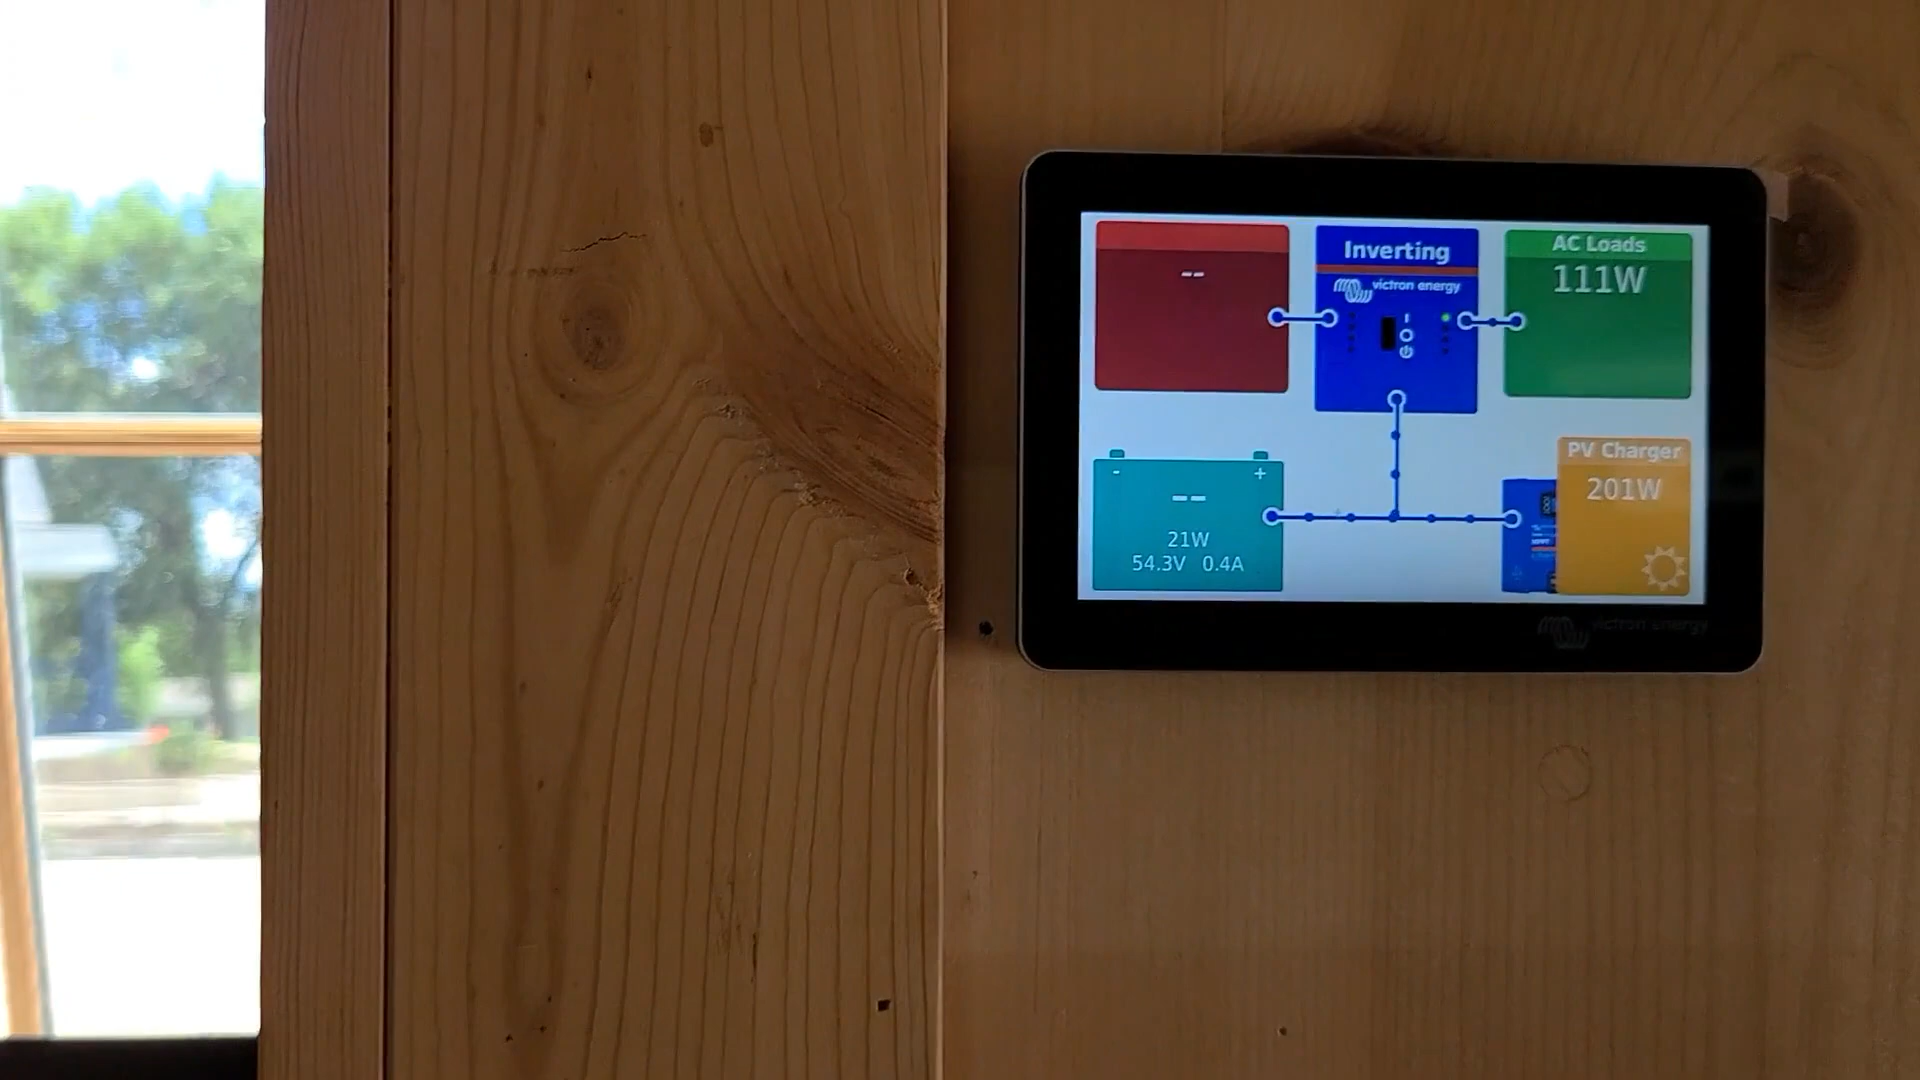 --
Inverting
victron energy
AC Loads
111W
- +
--
21W
54.3V 0.4A
PV Charger
201W
victron energy